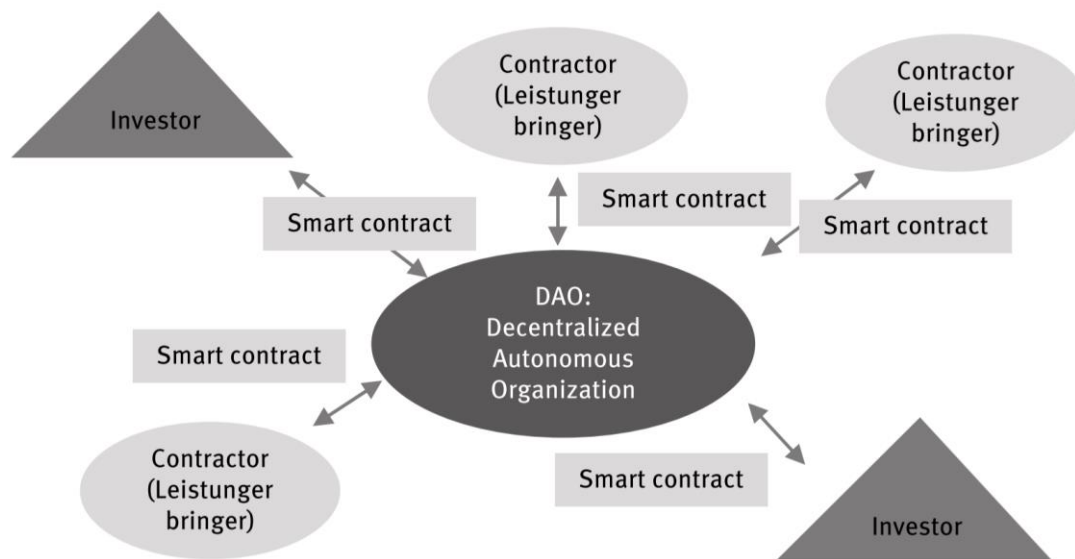 Investor
Contractor
(Leistunger
bringer)
Contractor
(Leistunger
bringer)
Smart contract
Smart contract
Smart contract
DAO:
Decentralized
Autonomous
Organization
Smart contract
Contractor
(Leistunger
bringer)
Smart contract
Investor